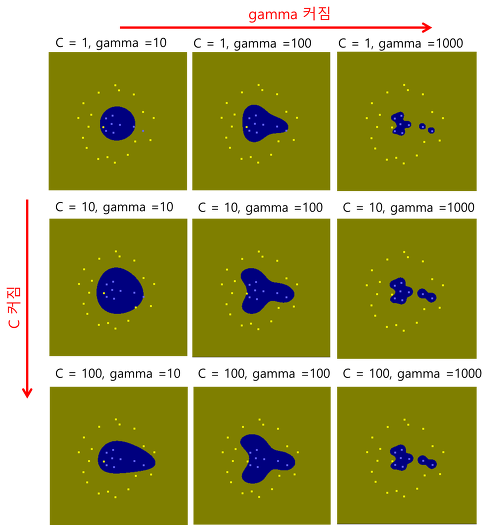 gamma 커짐
C = 1, gamma =10
C = 1, gamma =100
C = 1, gamma =1000
C 커짐
C = 10, gamma =10
C = 10, gamma =100
C = 10, gamma =1000
C = 100, gamma =10
C = 100, gamma =100
C = 100, gamma =1000